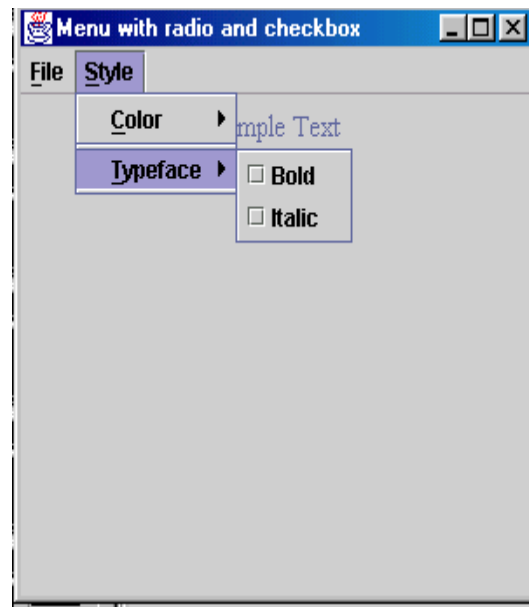 Menu with radio and checkbox
File Style
Color
mple Text
Typeface
Bold
Italic